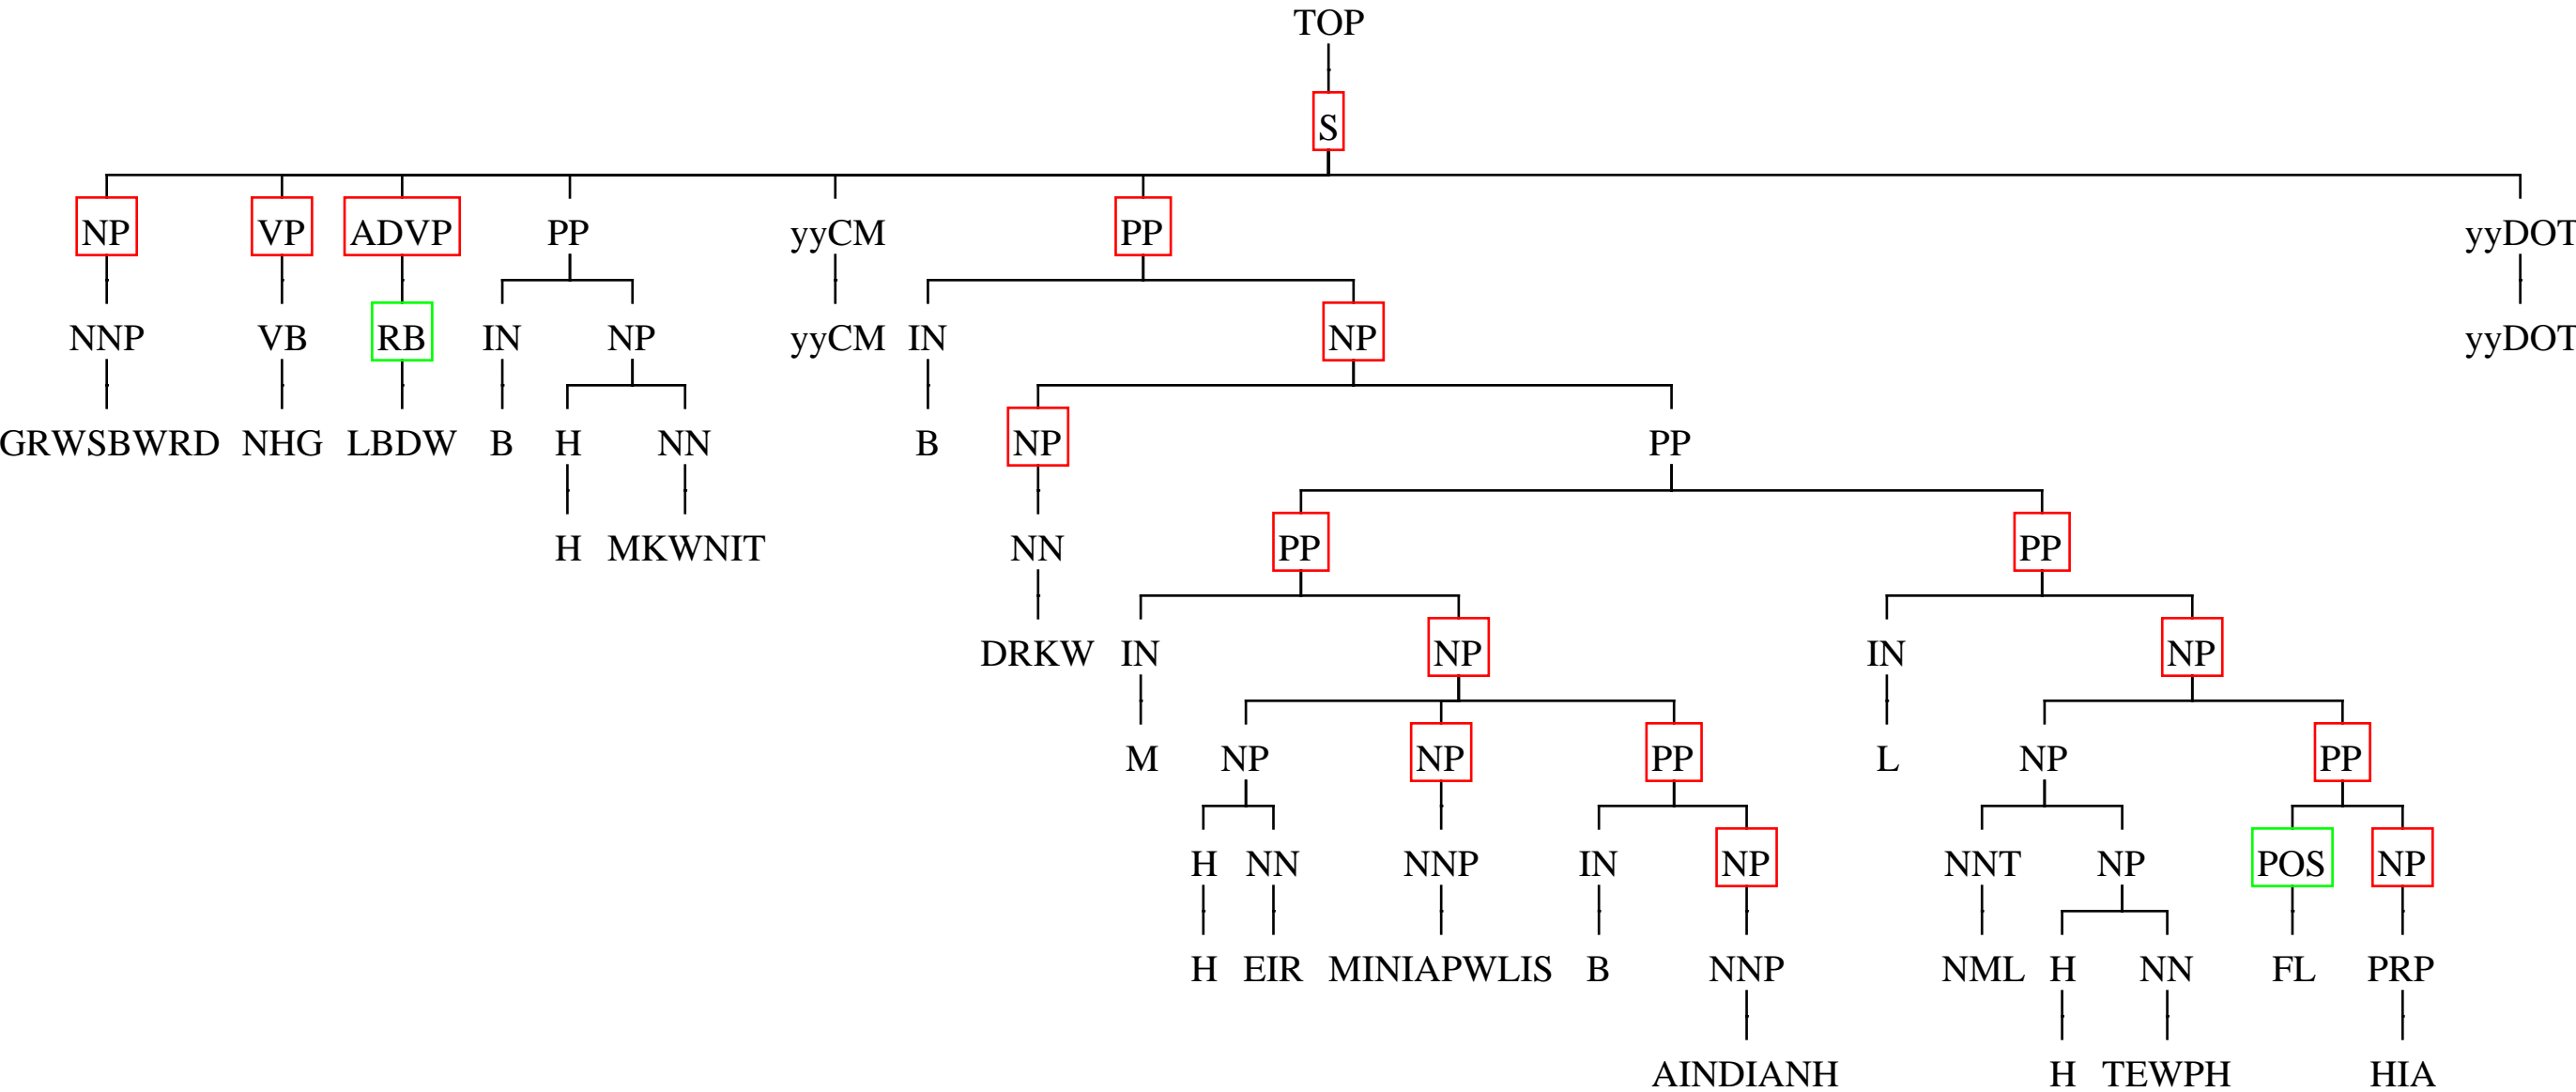 TOP
S
NP VP ADVP PP yyCM PP yyDOT
NNP VB RB IN NP yyCM IN NP yyDOT
GRWSBWRD NHG LBDW B H NN B NP PP
H MKWNIT NN PP PP
DRKW IN NP IN NP
M NP NP PP L NP PP
H NN NNP IN NP NNT NP POS NP
H EIR MINIAPWLIS B NNP NML H NN FL PRP
AINDIANH H TEWPH HIA